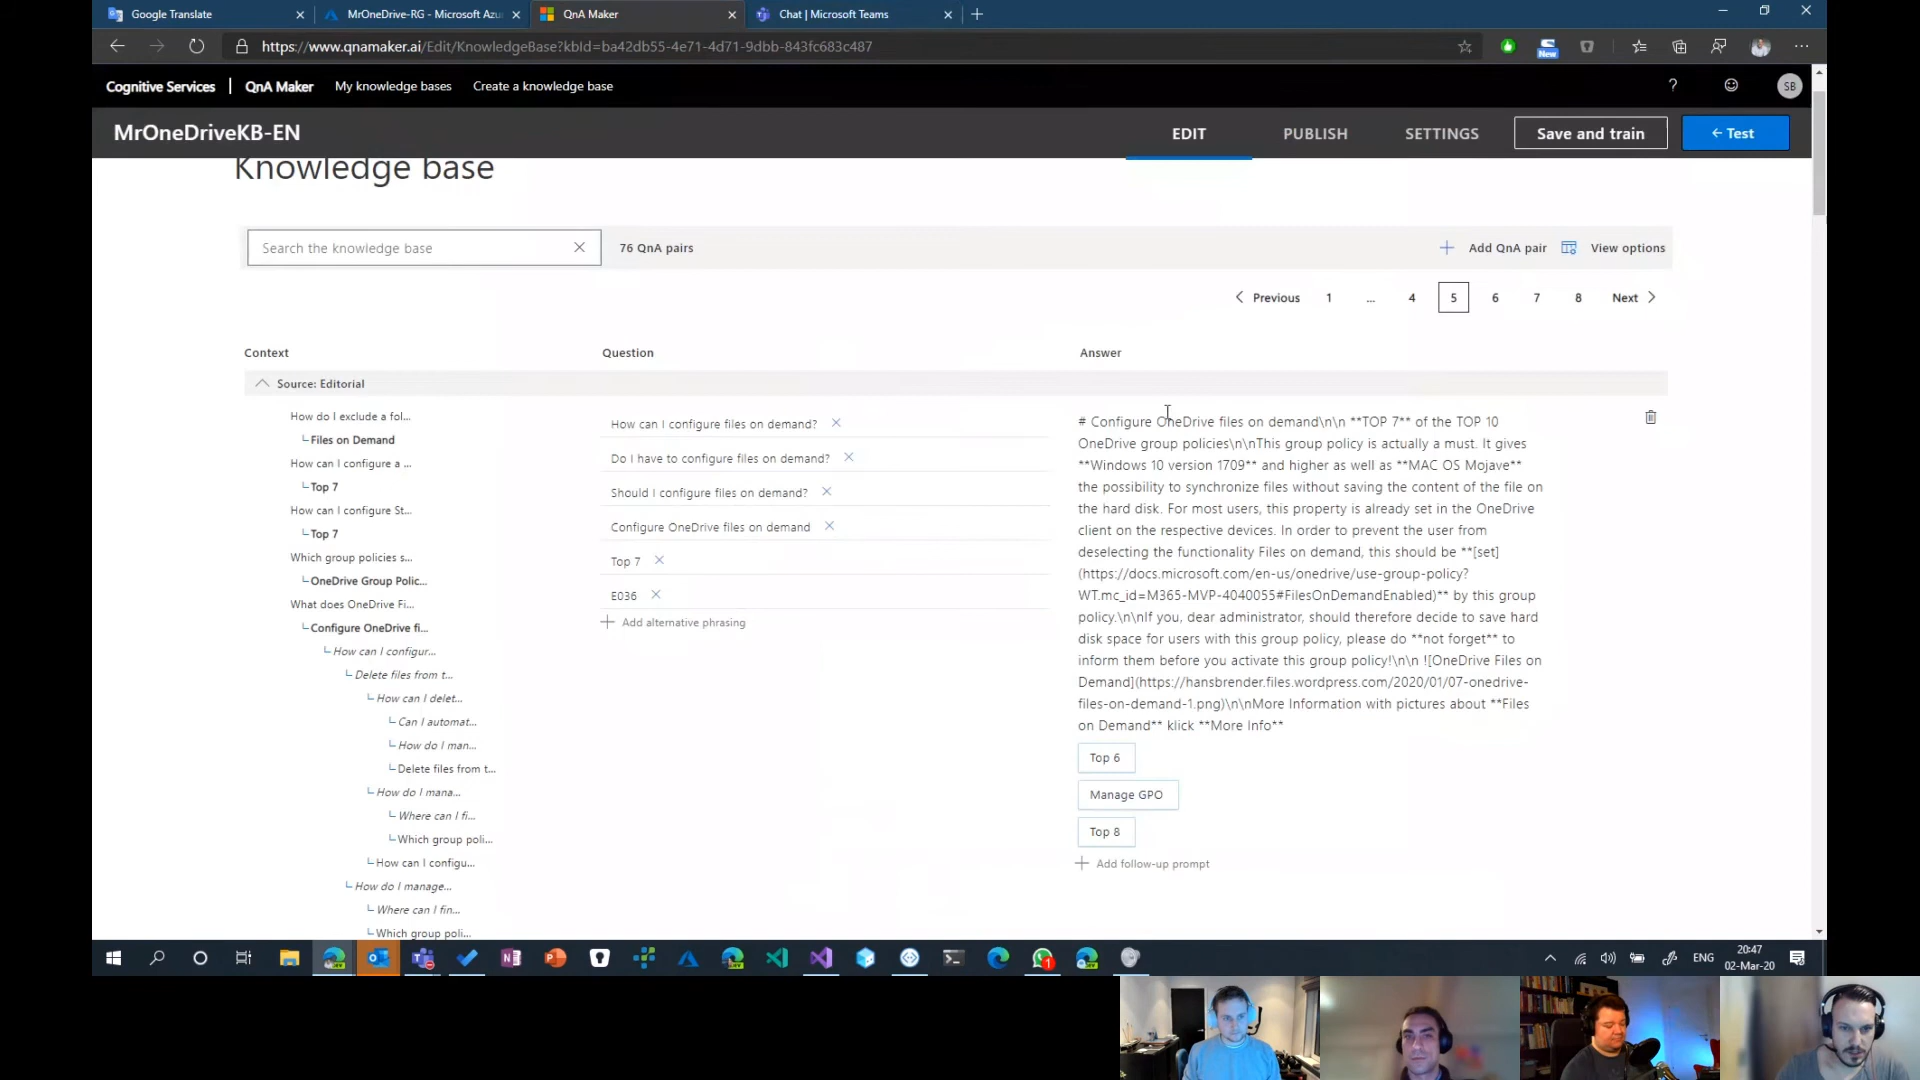 Google Translate
MrOneDrive-RG - Microsoft Azu
QnA Maker
Chat | Microsoft Teams
https://www.qnamaker.ai/Edit/KnowledgeBase?kbId=ba42db55-4e71-4d71-9dbb-843fc683c487
New
Cognitive Services
QnA Maker
My knowledge bases
Create a knowledge base
?
SB
MrOneDriveKB-EN
EDIT
PUBLISH
SETTINGS
Save and train
← Test
Knowledge base
Search the knowledge base
76 QnA pairs
Add QnA pair
View options
Previous 1 ... 4 5 6 7 8 Next
Context
Question
Answer
Source: Editorial
How do I exclude a fol...
Files on Demand
How can I configure a ...
Top 7
How can I configure St...
Top 7
Which group policies s...
OneDrive Group Polic...
What does OneDrive Fi...
Configure OneDrive fi...
How can I configur...
Delete files from t...
How can I delet...
Can I automat...
How do I man...
Delete files from t...
How do I mana...
Where can I fi...
Which group poli...
How can I configu...
How do I manage...
Where can I fin...
Which group poli...
How can I configure files on demand?
Do I have to configure files on demand?
Should I configure files on demand?
Configure OneDrive files on demand
Top 7
E036
Add alternative phrasing
# Configure OneDrive files on demand\n\n **TOP 7** of the TOP 10
OneDrive group policies\n\nThis group policy is actually a must. It gives
**Windows 10 version 1709** and higher as well as **MAC OS Mojave**
the possibility to synchronize files without saving the content of the file on
the hard disk. For most users, this property is already set in the OneDrive
client on the respective devices. In order to prevent the user from
deselecting the functionality Files on demand, this should be **[set]
(https://docs.microsoft.com/en-us/onedrive/use-group-policy?
WT.mc_id=M365-MVP-4040055#FilesOnDemandEnabled)** by this group
policy.\n\nIf you, dear administrator, should therefore decide to save hard
disk space for users with this group policy, please do **not forget** to
inform them before you activate this group policy!\n\n ![OneDrive Files on
Demand](https://hansbrender.files.wordpress.com/2020/01/07-onedrive-
files-on-demand-1.png)\n\nMore Information with pictures about **Files
on Demand** klick **More Info**
Top 6
Manage GPO
Top 8
Add follow-up prompt
ENG
20:47
02-Mar-20